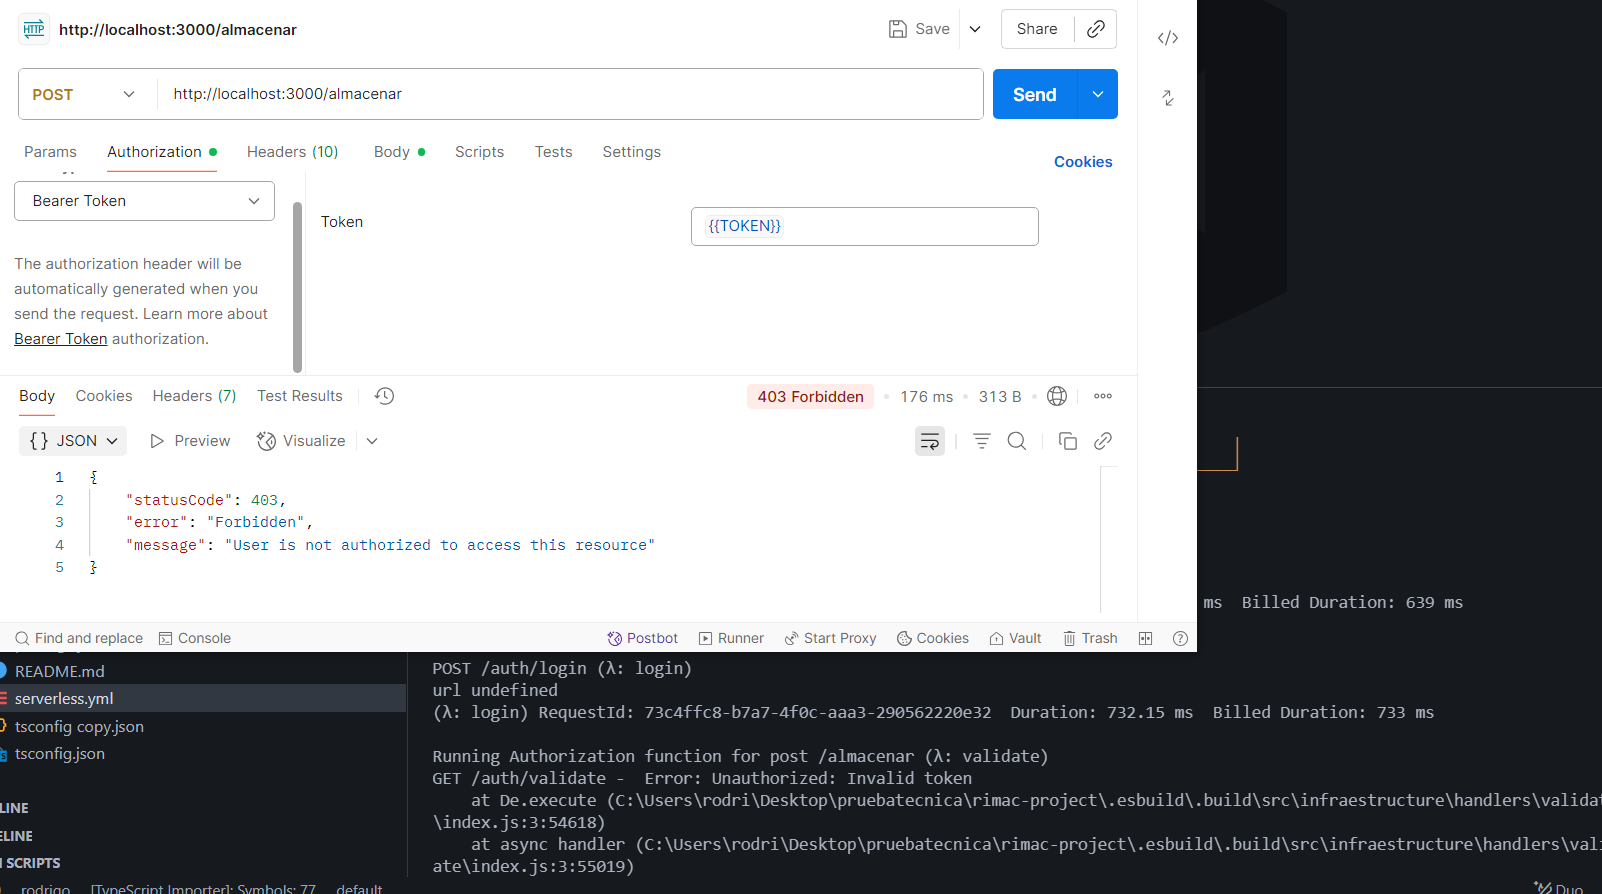 HTTP http://localhost:3000/almacenar Save Share
POST http://localhost:3000/almacenar Send
Params Authorization Headers (10) Body Scripts Tests Settings Cookies
Bearer Token
Token {{TOKEN}}
The authorization header will be
automatically generated when you
send the request. Learn more about
Bearer Token authorization.
Body Cookies Headers (7) Test Results 403 Forbidden 176 ms 313 B
{} JSON Preview Visualize
1 {
2 "statusCode": 403,
3 "error": "Forbidden",
4 "message": "User is not authorized to access this resource"
5 }
ms Billed Duration: 639 ms
Find and replace Console Postbot Runner Start Proxy Cookies Vault Trash
README.md
serverless.yml
tsconfig copy.json
tsconfig.json
LINE
ELINE
SCRIPTS
POST /auth/login (λ: login)
url undefined
(λ: login) RequestId: 73c4ffc8-b7a7-4f0c-aaa3-290562220e32 Duration: 732.15 ms Billed Duration: 733 ms
Running Authorization function for post /almacenar (λ: validate)
GET /auth/validate - Error: Unauthorized: Invalid token
at De.execute (C:\Users\rodri\Desktop\pruebatecnica\rimac-project\.esbuild\.build\src\infraestructure\handlers\validat
\index.js:3:54618)
at async handler (C:\Users\rodri\Desktop\pruebatecnica\rimac-project\.esbuild\.build\src\infraestructure\handlers\vali
ate\index.js:3:55019)
rodrigo [TypeScript Importer]: Symbols: 77 default Duo